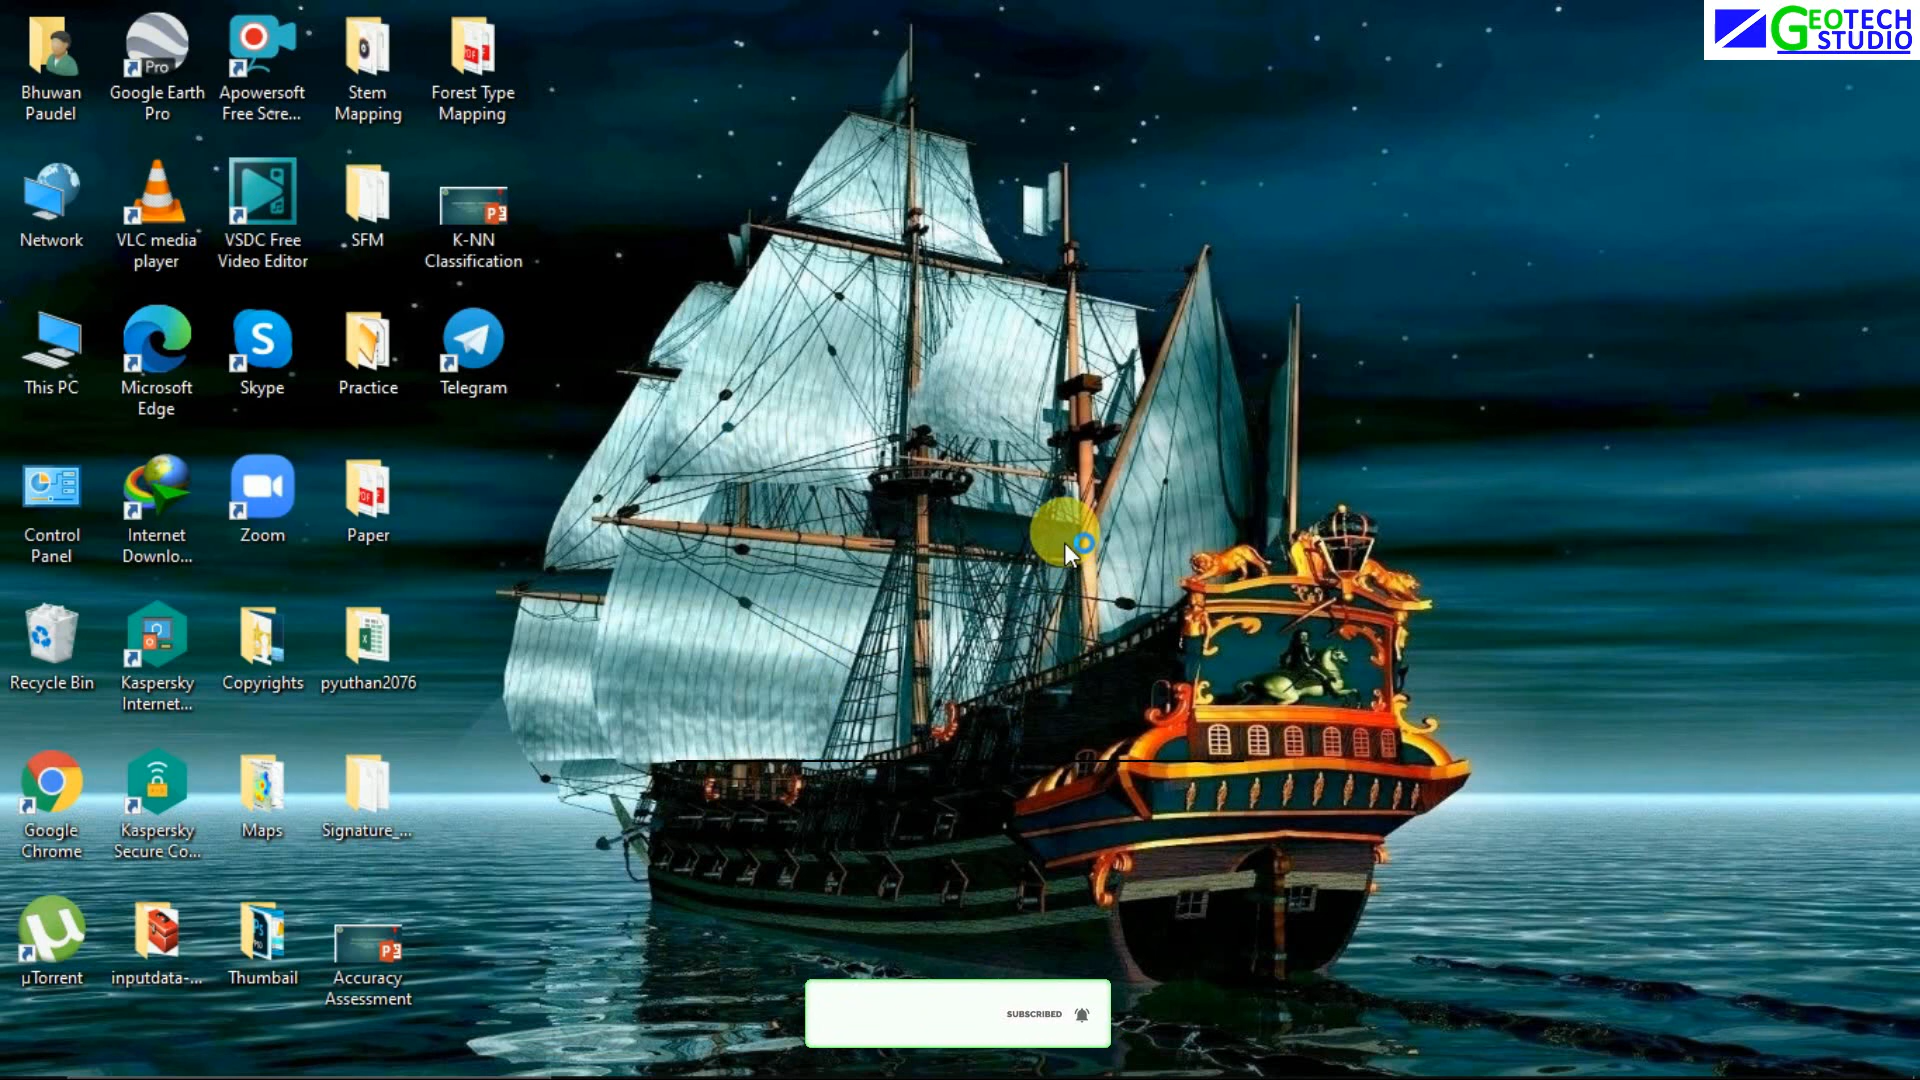 GEOTECH
STUDIO
Bhuwan
Paudel
Google Earth
Pro
Apowersoft
Free Scre...
Stem
Mapping
Forest Type
Mapping
Pro
PDF
Network
VLC media
player
VSDC Free
Video Editor
SFM
K-NN
Classification
This PC
Microsoft
Edge
Skype
Practice
Telegram
Control
Panel
Internet
Downlo...
Zoom
Paper
PDF
Recycle Bin
Kaspersky
Internet...
Copyrights
pyuthan2076
Google
Chrome
Kaspersky
Secure Co...
Maps
Signature_...
µTorrent
inputdata-...
Thumbail
Accuracy
Assessment
SUBSCRIBED